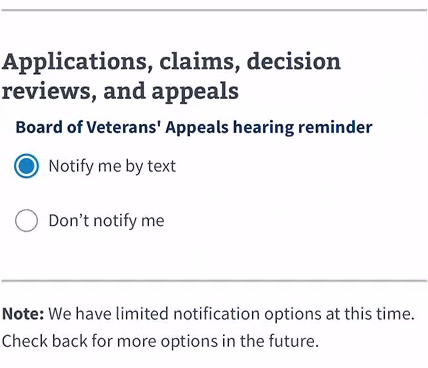 Applications, claims, decision
reviews, and appeals
Board of Veterans' Appeals hearing reminder
Notify me by text
Don’t notify me
Note: We have limited notification options at this time.
Check back for more options in the future.